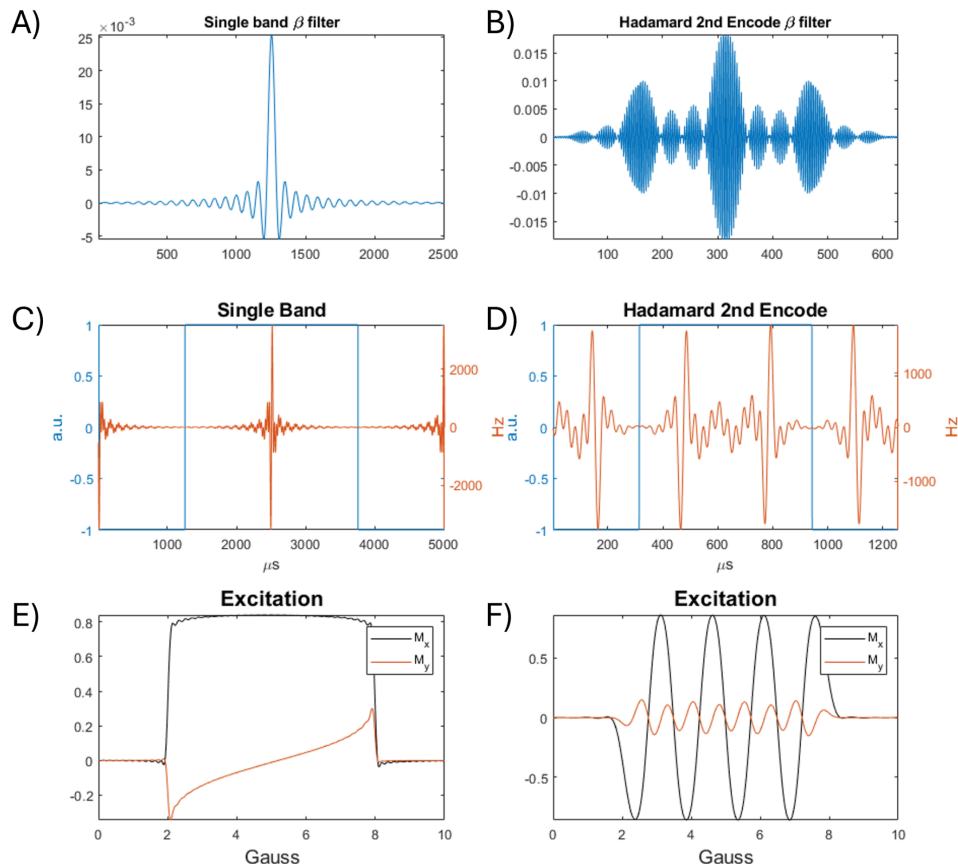 A)
Single band β filter
×10⁻³
25
20
15
10
5
0
-5
500 1000 1500 2000 2500
B)
Hadamard 2nd Encode β filter
0.015
0.01
0.005
0
-0.005
-0.01
-0.015
100 200 300 400 500 600
C)
Single Band
1
0.5
0
-0.5
-1
a.u.
2000
0
-2000
Hz
1000 2000 3000 4000 5000
μs
D)
Hadamard 2nd Encode
1
0.5
0
-0.5
-1
a.u.
1000
0
-1000
Hz
200 400 600 800 1000 1200
μs
E)
Excitation
0.8
0.6
0.4
0.2
0
-0.2
Mx
My
0 2 4 6 8 10
Gauss
F)
Excitation
0.5
0
-0.5
Mx
My
0 2 4 6 8 10
Gauss